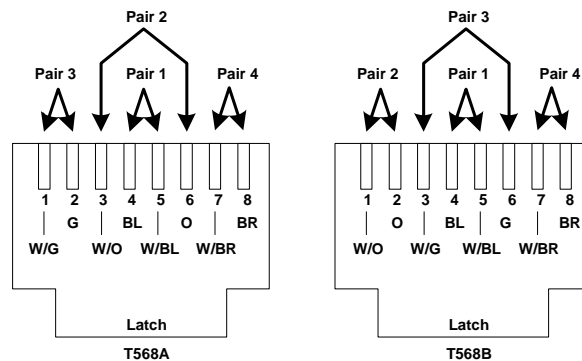 Pair 2
Pair 3 Pair 1 Pair 4
1 2 3 4 5 6 7 8
G BL O BR
W/G W/O W/BL W/BR
Latch
T568A
Pair 3
Pair 2 Pair 1 Pair 4
1 2 3 4 5 6 7 8
O BL G BR
W/O W/G W/BL W/BR
Latch
T568B